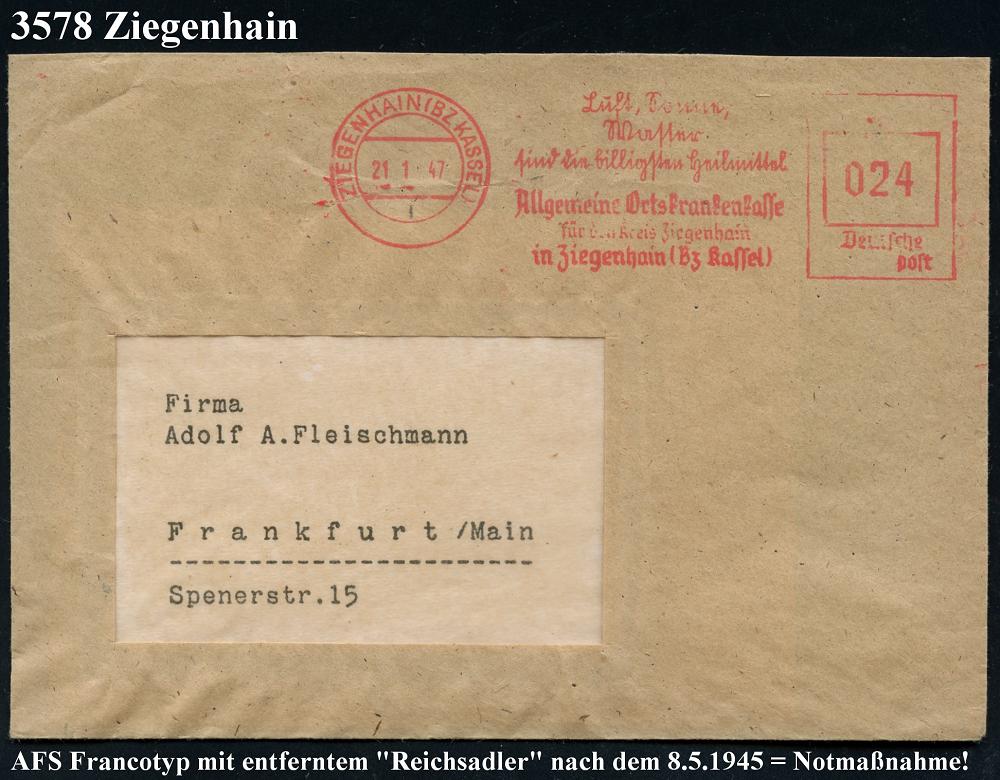 3578 Ziegenhain
ZIEGENHAIN (BZ KASSEL)
21 1 47
Luft, Sonne,
Wasser
sind die billigsten Heilmittel
Allgemeine Ortskrankenkasse
für den Kreis Ziegenhain
in Ziegenhain (Bz Kassel)
024
Deutsche
Post
Firma
Adolf A.Fleischmann
Frankfurt /Main
-----------------------
Spenerstr.15
AFS Francotyp mit entferntem "Reichsadler" nach dem 8.5.1945 = Notmaßnahme!